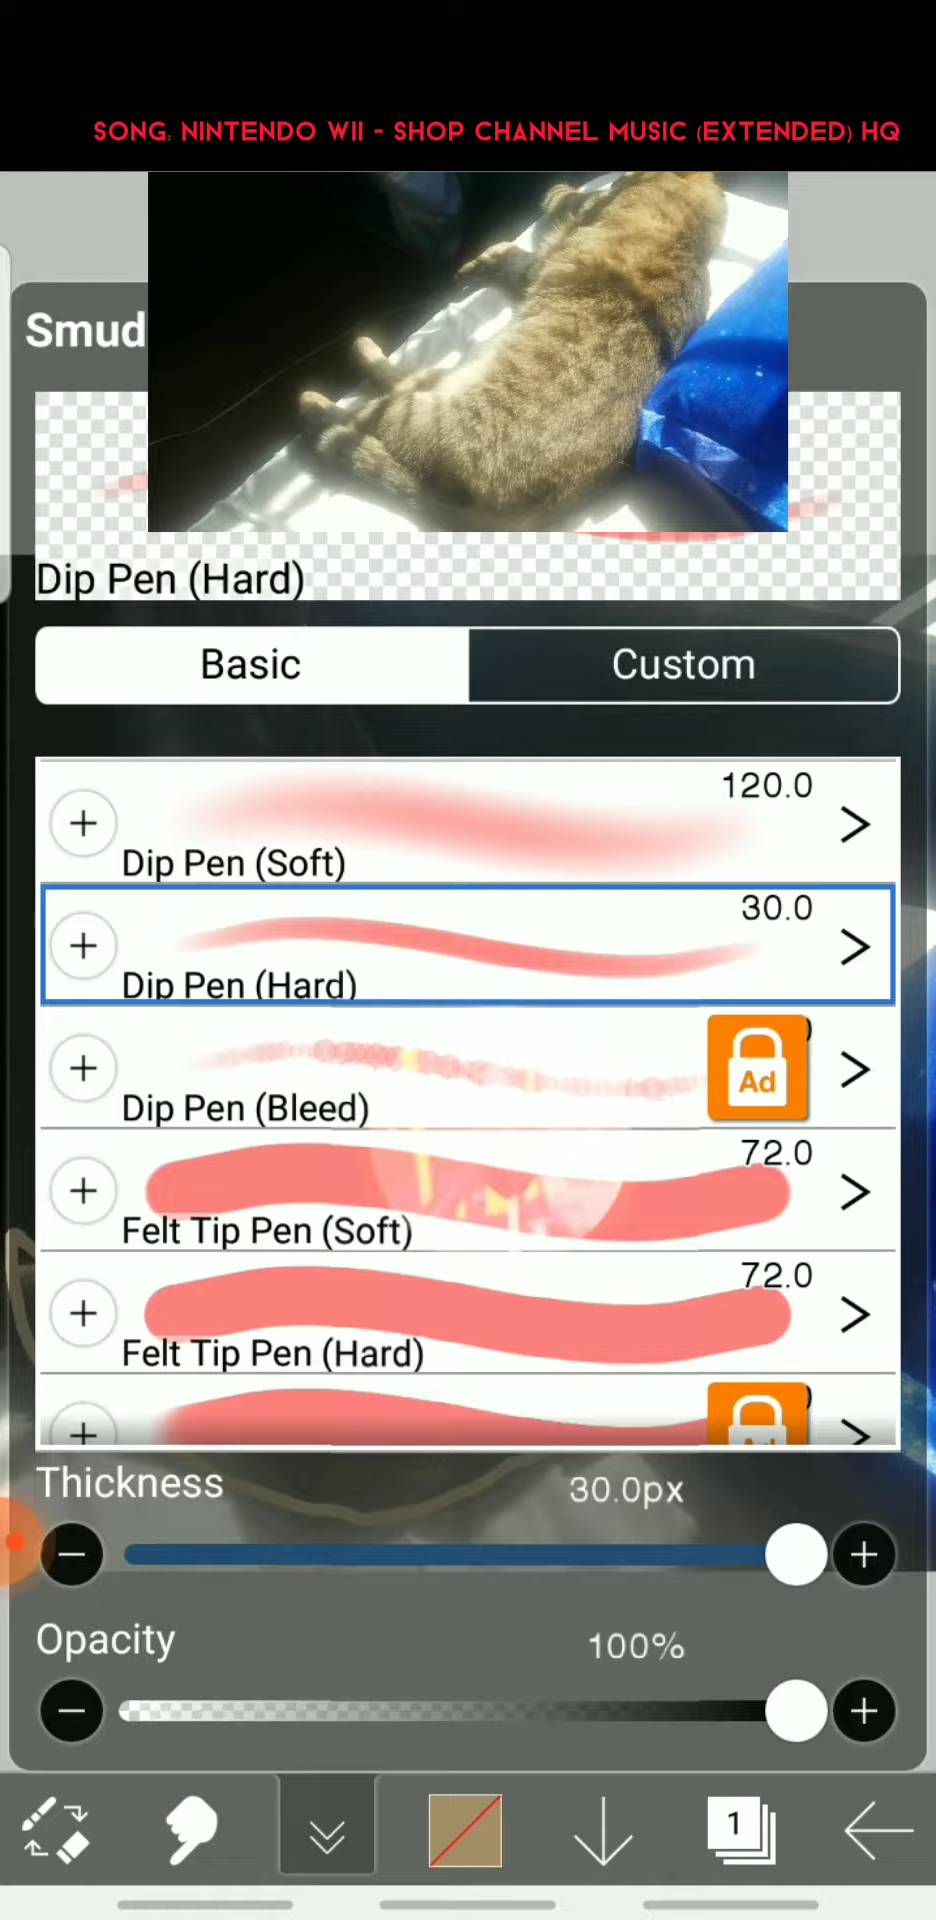 SONG: NINTENDO WII - SHOP CHANNEL MUSIC (EXTENDED) HQ
Smud
Dip Pen (Hard)
Basic
Custom
120.0
Dip Pen (Soft)
30.0
Dip Pen (Hard)
Ad
Dip Pen (Bleed)
72.0
Felt Tip Pen (Soft)
72.0
Felt Tip Pen (Hard)
Thickness
30.0px
Opacity
100%
1